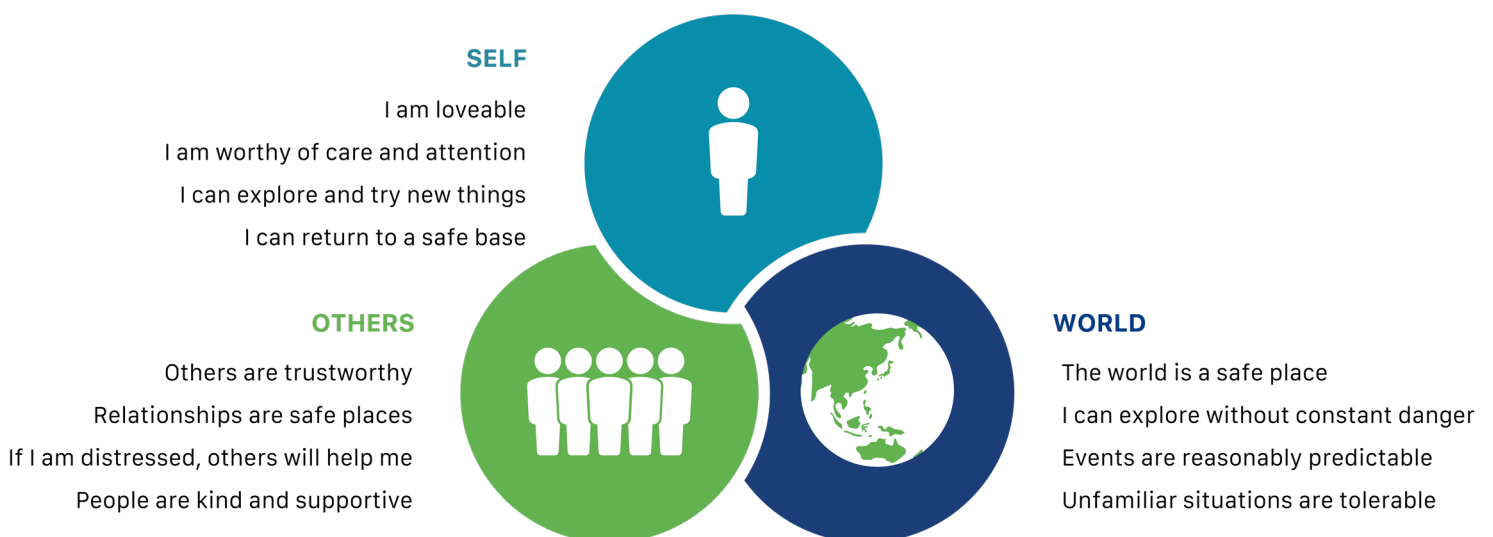 SELF
I am loveable
I am worthy of care and attention
I can explore and try new things
I can return to a safe base
OTHERS
Others are trustworthy
Relationships are safe places
If I am distressed, others will help me
People are kind and supportive
WORLD
The world is a safe place
I can explore without constant danger
Events are reasonably predictable
Unfamiliar situations are tolerable